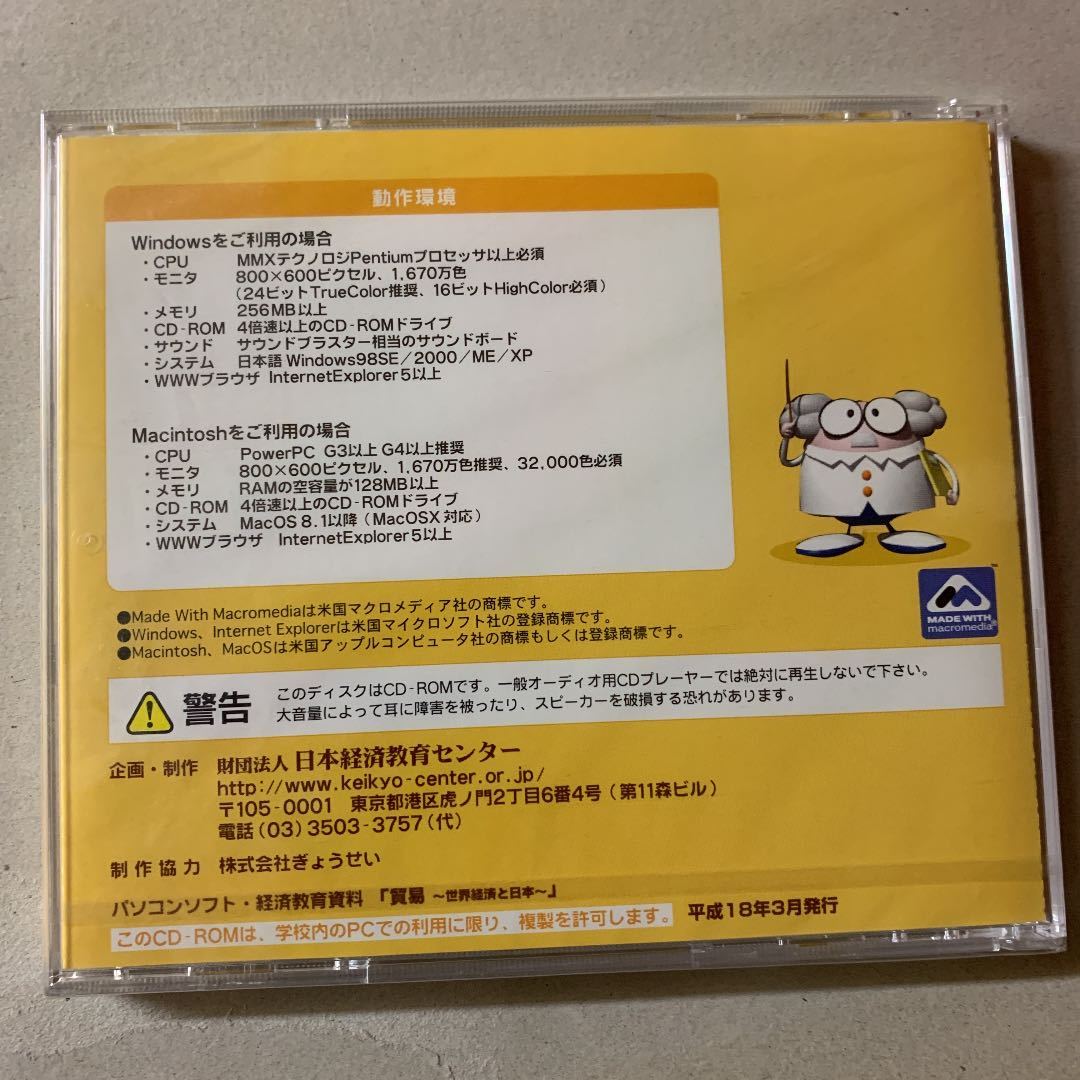 動作環境
Windowsをご利用の場合
・CPU MMXテクノロジPentiumプロセッサ以上必須
・モニタ 800×600ピクセル、1,670万色
（24ビットTrueColor推奨、16ビットHighColor必須）
・メモリ 256MB以上
・CD-ROM 4倍速以上のCD-ROMドライブ
・サウンド サウンドブラスター相当のサウンドボード
・システム 日本語 Windows98SE／2000／ME／XP
・WWWブラウザ InternetExplorer5以上
Macintoshをご利用の場合
・CPU PowerPC G3以上 G4以上推奨
・モニタ 800×600ピクセル、1,670万色推奨、32,000色必須
・メモリ RAMの空容量が128MB以上
・CD-ROM 4倍速以上のCD-ROMドライブ
・システム MacOS 8.1以降（MacOSX 対応）
・WWWブラウザ InternetExplorer5以上
MADE WITH
macromedia®
™
●Made With Macromediaは米国マクロメディア社の商標です。
●Windows、Internet Explorerは米国マイクロソフト社の登録商標です。
●Macintosh、MacOSは米国アップルコンピュータ社の商標もしくは登録商標です。
警告
このディスクはCD-ROMです。一般オーディオ用CDプレーヤーでは絶対に再生しないで下さい。
大音量によって耳に障害を被ったり、スピーカーを破損する恐れがあります。
企画・制作 財団法人 日本経済教育センター
http://www.keikyo-center.or.jp/
〒105-0001 東京都港区虎ノ門2丁目6番4号（第11森ビル）
電話（03）3503-3757（代）
制作協力 株式会社ぎょうせい
パソコンソフト・経済教育資料 『貿易 〜世界経済と日本〜』
このCD-ROMは、学校内のPCでの利用に限り、複製を許可します。
平成18年3月発行